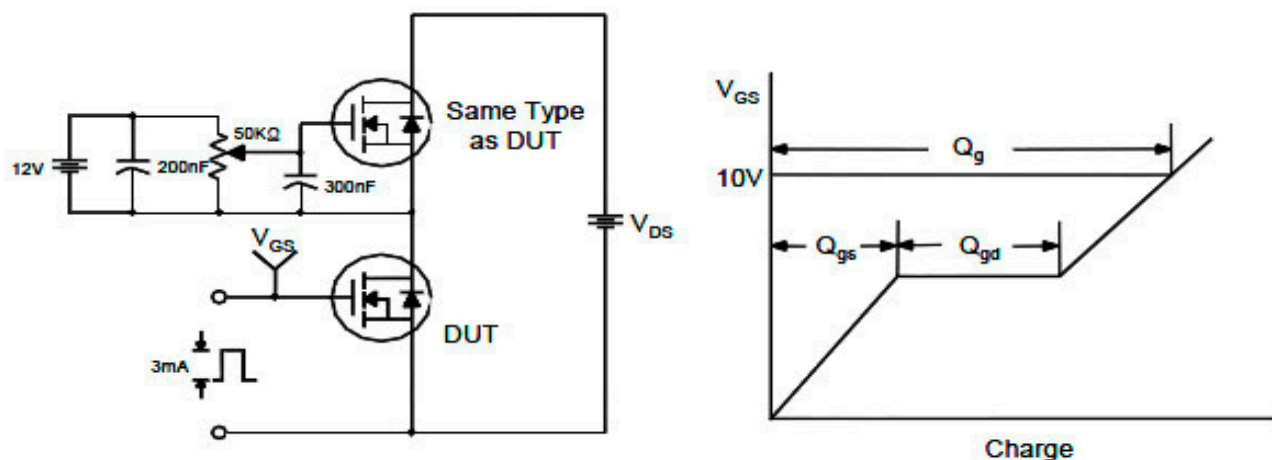 Same Type
as DUT
50KΩ
12V
200nF
300nF
V_GS
V_DS
DUT
3mA
V_GS
Q_g
10V
Q_gs
Q_gd
Charge